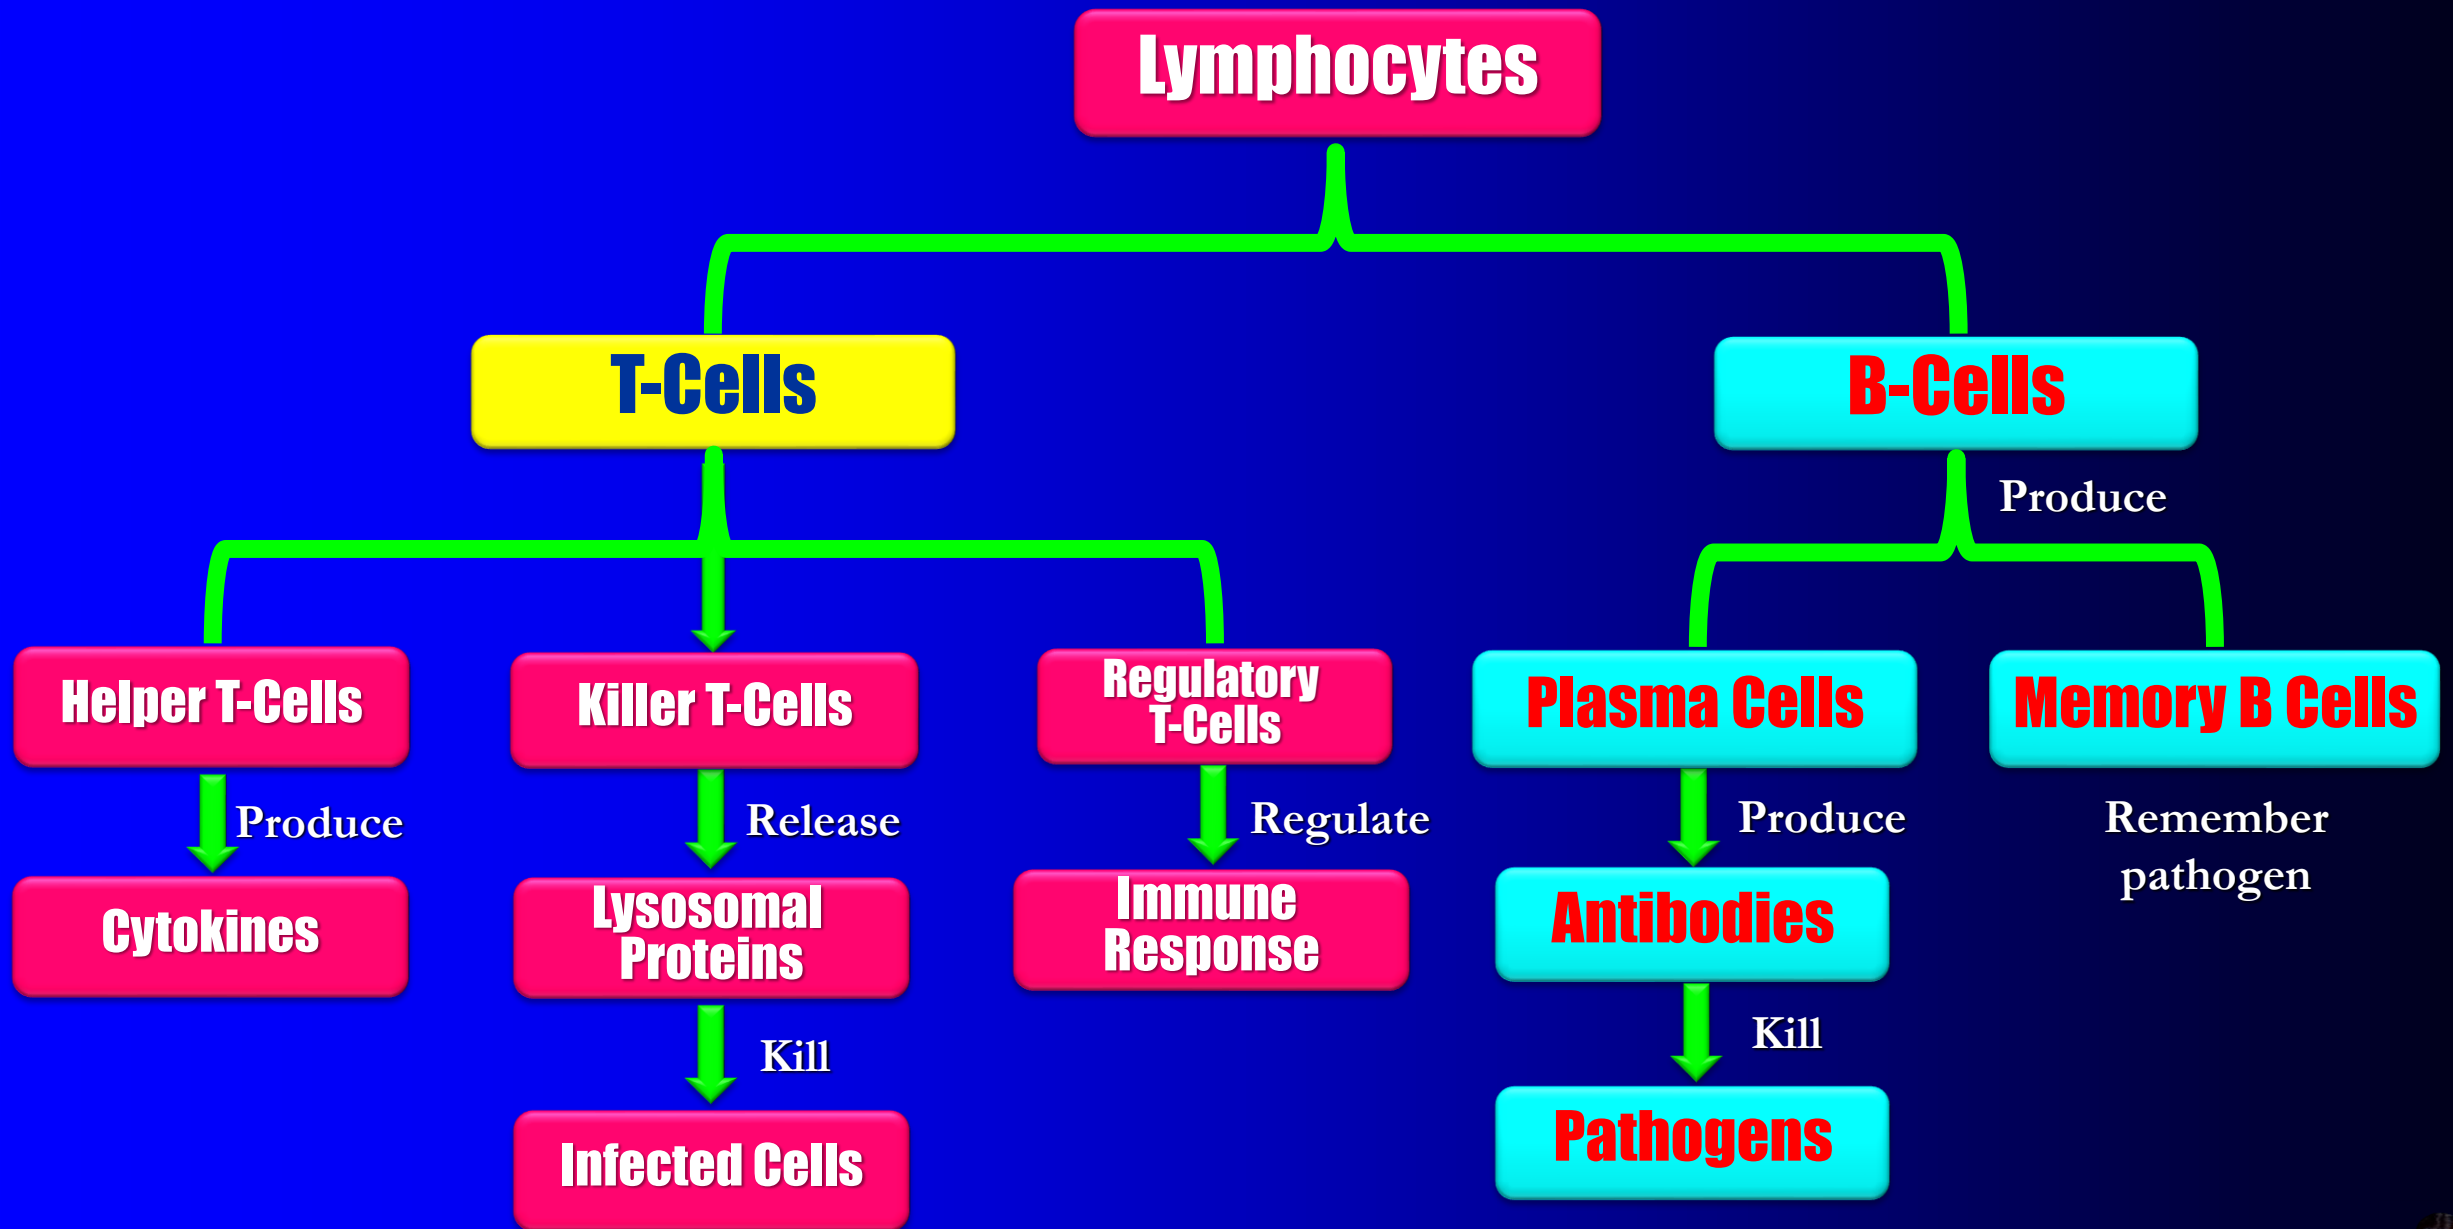 Lymphocytes
T-Cells
B-Cells
Produce
Helper T-Cells
Killer T-Cells
Regulatory
T-Cells
Plasma Cells
Memory B Cells
Produce
Release
Regulate
Produce
Remember
pathogen
Cytokines
Lysosomal
Proteins
Immune
Response
Antibodies
Kill
Kill
Infected Cells
Pathogens